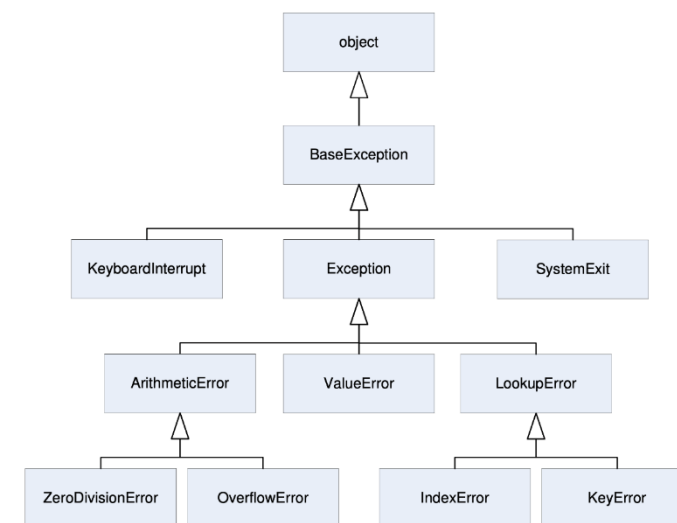 object
BaseException
KeyboardInterrupt
Exception
SystemExit
ArithmeticError
ValueError
LookupError
ZeroDivisionError
OverflowError
IndexError
KeyError